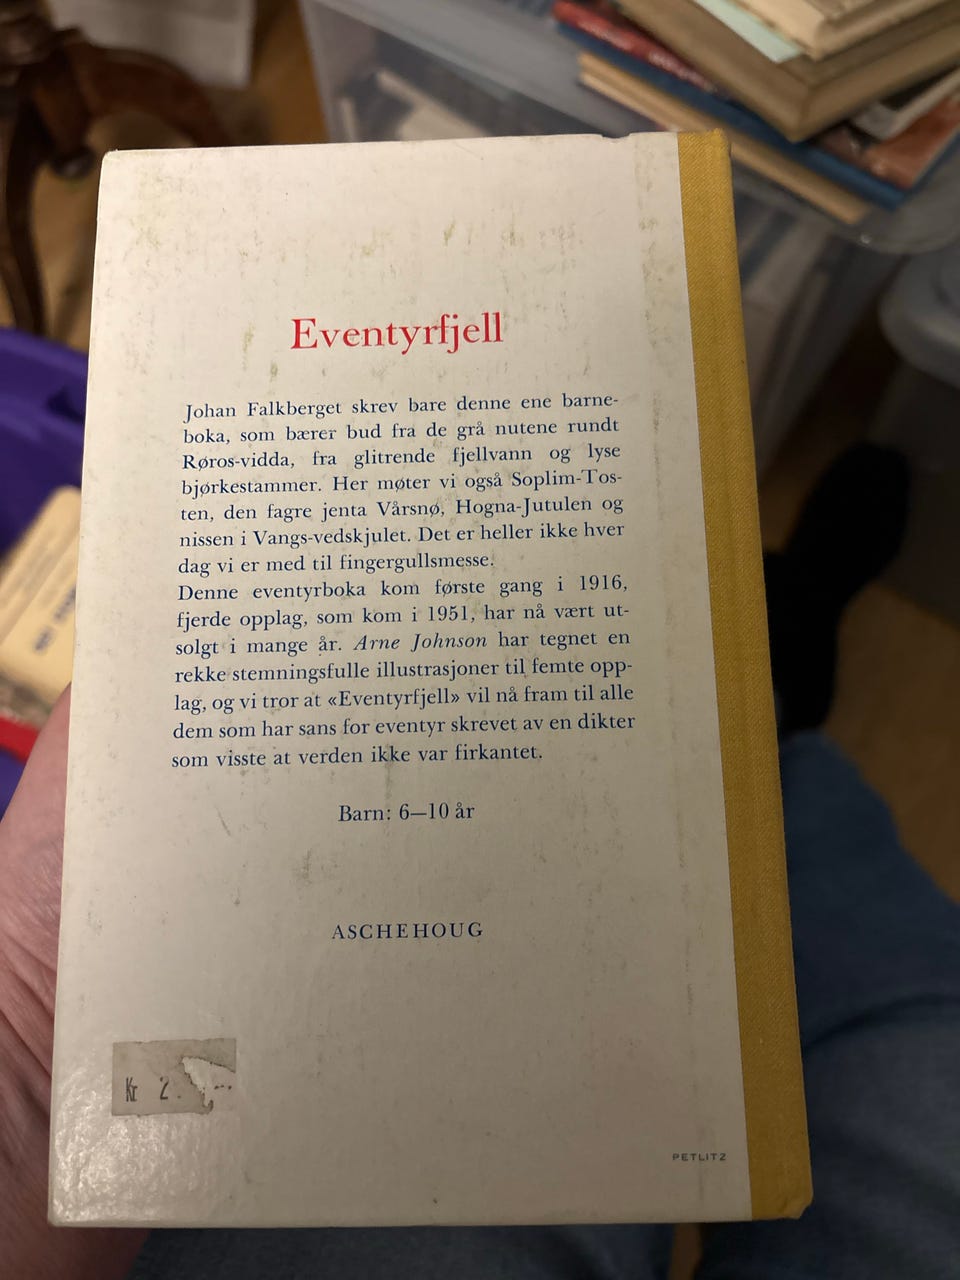 Eventyrfjell
Johan Falkberget skrev bare denne ene barne-
boka, som bærer bud fra de grå nutene rundt
Røros-vidda, fra glitrende fjellvann og lyse
bjørkestammer. Her møter vi også Soplim-Tos-
ten, den fagre jenta Vårsnø, Hogna-Jutulen og
nissen i Vangs-vedskjulet. Det er heller ikke hver
dag vi er med til fingergullsmesse.
Denne eventyrboka kom første gang i 1916,
fjerde opplag, som kom i 1951, har nå vært ut-
solgt i mange år. Arne Johnson har tegnet en
rekke stemningsfulle illustrasjoner til femte opp-
lag, og vi tror at «Eventyrfjell» vil nå fram til alle
dem som har sans for eventyr skrevet av en dikter
som visste at verden ikke var firkantet.
Barn: 6—10 år
ASCHEHOUG
Kr 2.
PETLITZ